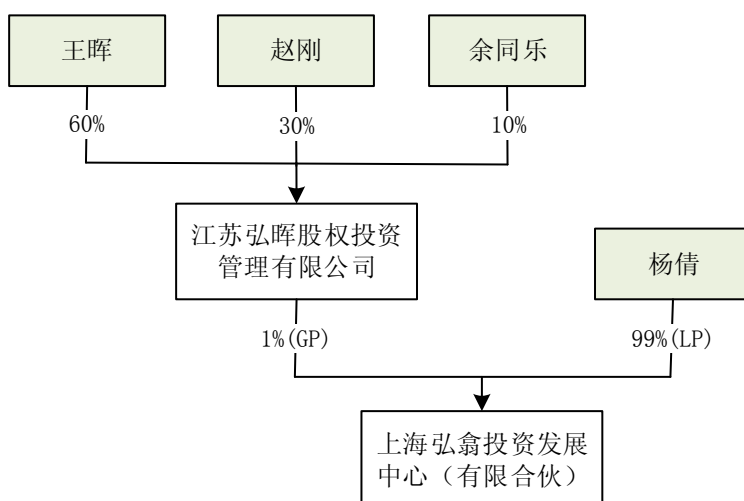 王晖
赵刚
余同乐
60%
30%
10%
江苏弘晖股权投资
管理有限公司
杨倩
1%(GP)
99%(LP)
上海弘翕投资发展
中心（有限合伙）